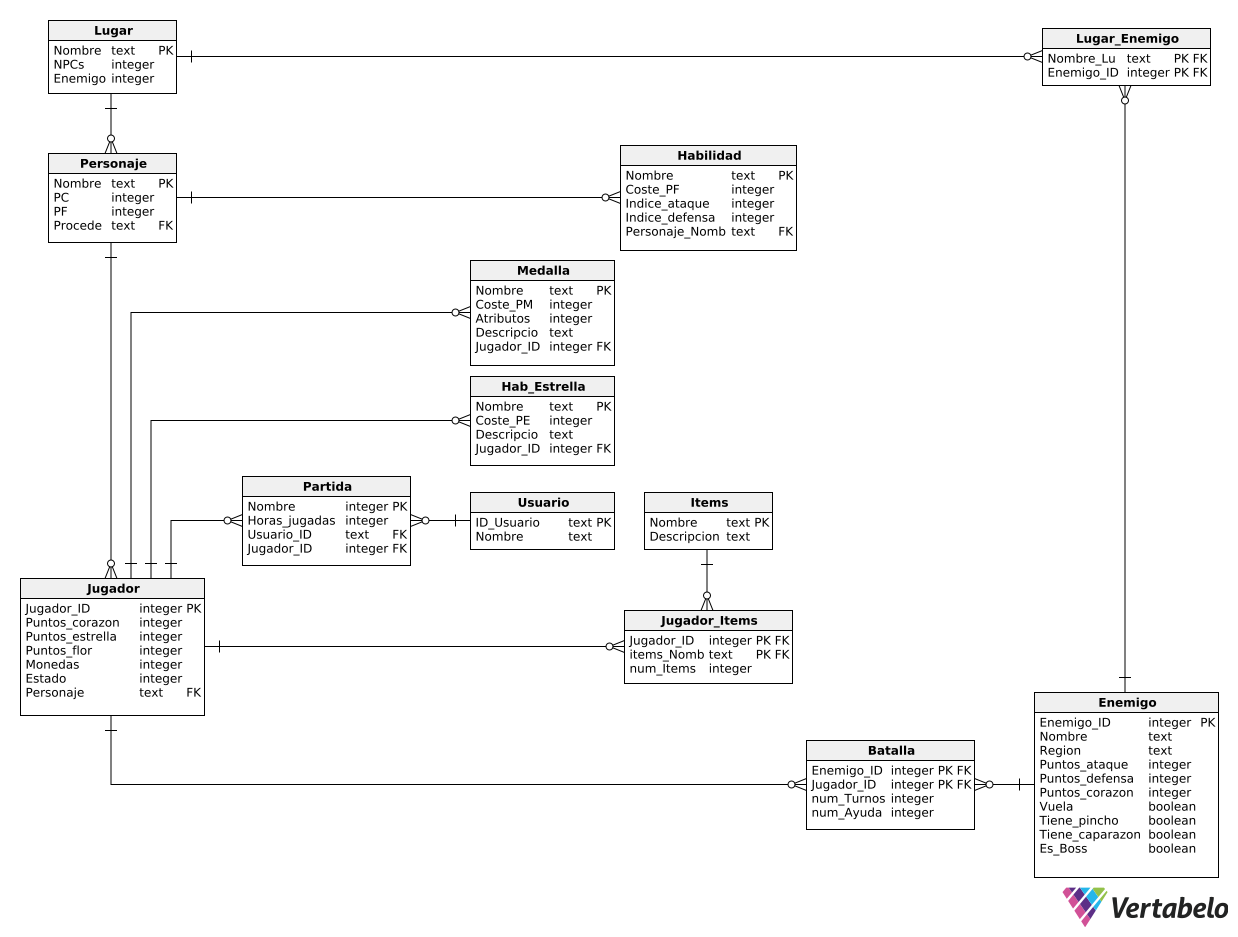 Lugar
Nombre text PK
NPCs integer
Enemigo integer
Lugar_Enemigo
Nombre_Lu text PK FK
Enemigo_ID integer PK FK
Personaje
Nombre text PK
PC integer
PF integer
Procede text FK
Habilidad
Nombre text PK
Coste_PF integer
Indice_ataque integer
Indice_defensa integer
Personaje_Nomb text FK
Medalla
Nombre text PK
Coste_PM integer
Atributos integer
Descripcio text
Jugador_ID integer FK
Hab_Estrella
Nombre text PK
Coste_PE integer
Descripcio text
Jugador_ID integer FK
Partida
Nombre integer PK
Horas_jugadas integer
Usuario_ID text FK
Jugador_ID integer FK
Usuario
ID_Usuario text PK
Nombre text
Items
Nombre text PK
Descripcion text
Jugador
Jugador_ID integer PK
Puntos_corazon integer
Puntos_estrella integer
Puntos_flor integer
Monedas integer
Estado integer
Personaje text FK
Jugador_Items
Jugador_ID integer PK FK
items_Nomb text PK FK
num_Items integer
Batalla
Enemigo_ID integer PK FK
Jugador_ID integer PK FK
num_Turnos integer
num_Ayuda integer
Enemigo
Enemigo_ID integer PK
Nombre text
Region text
Puntos_ataque integer
Puntos_defensa integer
Puntos_corazon integer
Vuela boolean
Tiene_pincho boolean
Tiene_caparazon boolean
Es_Boss boolean
Vertabelo